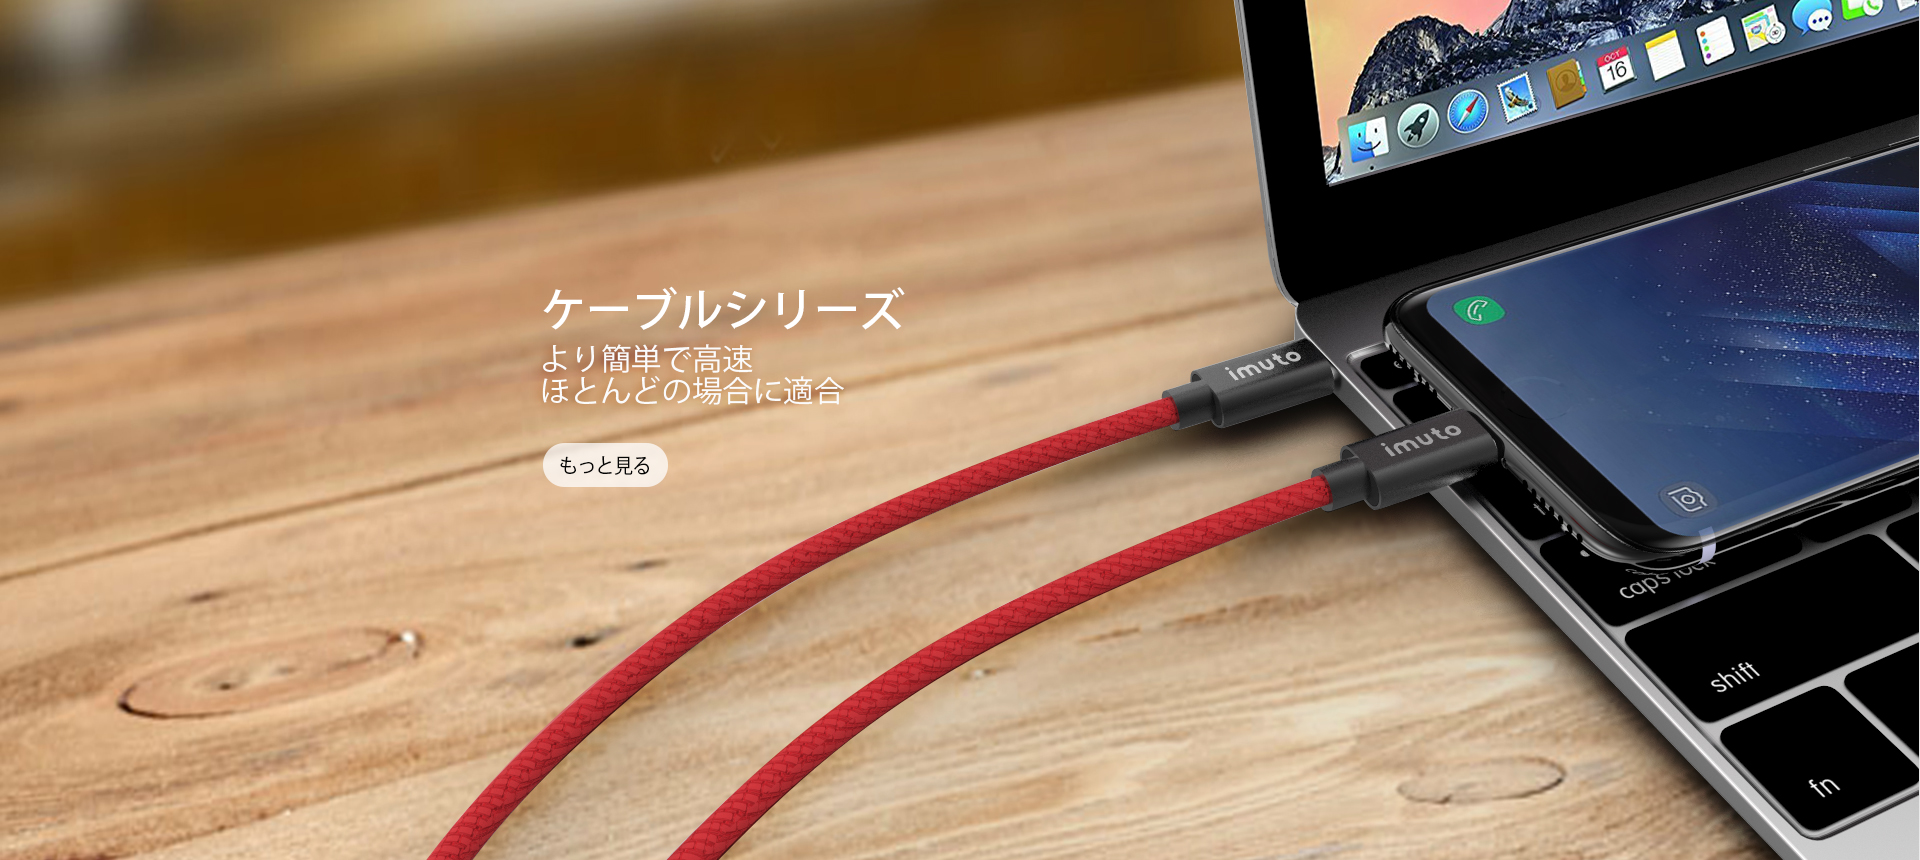 ケーブルシリーズ
より簡単で高速
ほとんどの場合に適合
もっと見る
imuto
imuto
OCT
16
caps lock
shift
fn